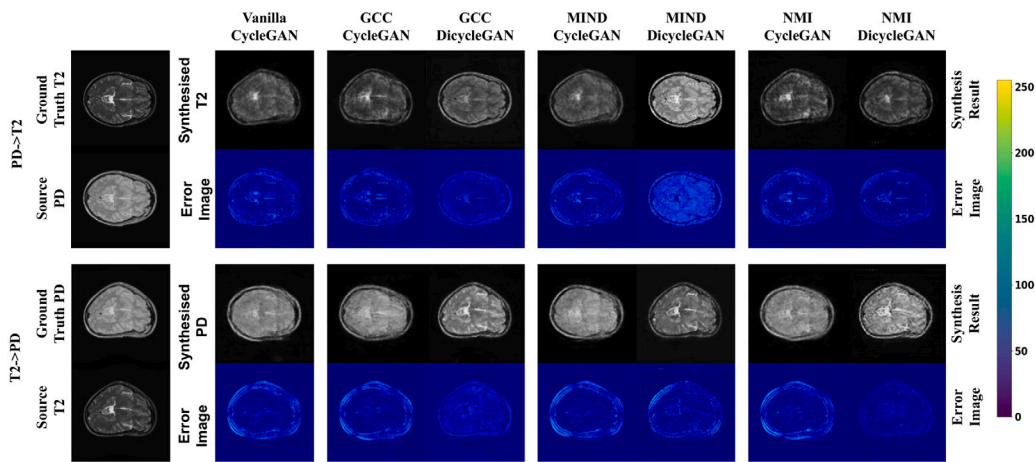 Vanilla
CycleGAN
GCC
CycleGAN
GCC
DicycleGAN
MIND
CycleGAN
MIND
DicycleGAN
NMI
CycleGAN
NMI
DicycleGAN
PD->T2
Ground
Truth T2
Source
PD
Synthesised
T2
Error
Image
Synthesis
Result
Error
Image
T2->PD
Ground
Truth PD
Source
T2
Synthesised
PD
Error
Image
Synthesis
Result
Error
Image
250
200
150
100
50
0